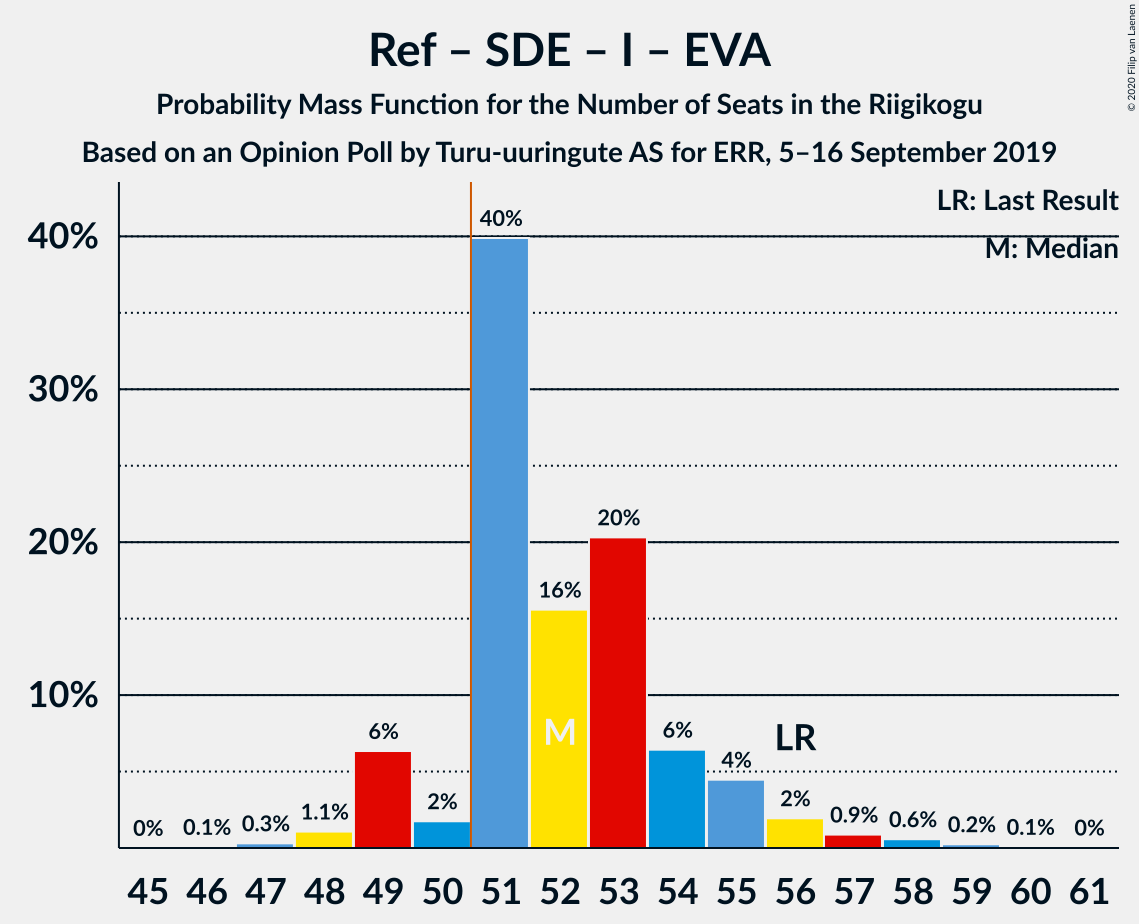 Ref – SDE – I – EVA
Probability Mass Function for the Number of Seats in the Riigikogu
Based on an Opinion Poll by Turu-uuringute AS for ERR, 5–16 September 2019
© 2020 Filip van Laenen
LR: Last Result
M: Median
40%
30%
20%
10%
0%
0.1%
0.3%
1.1%
6%
2%
40%
16%
20%
6%
4%
2%
0.9%
0.6%
0.2%
0.1%
0%
M
LR
45 46 47 48 49 50 51 52 53 54 55 56 57 58 59 60 61